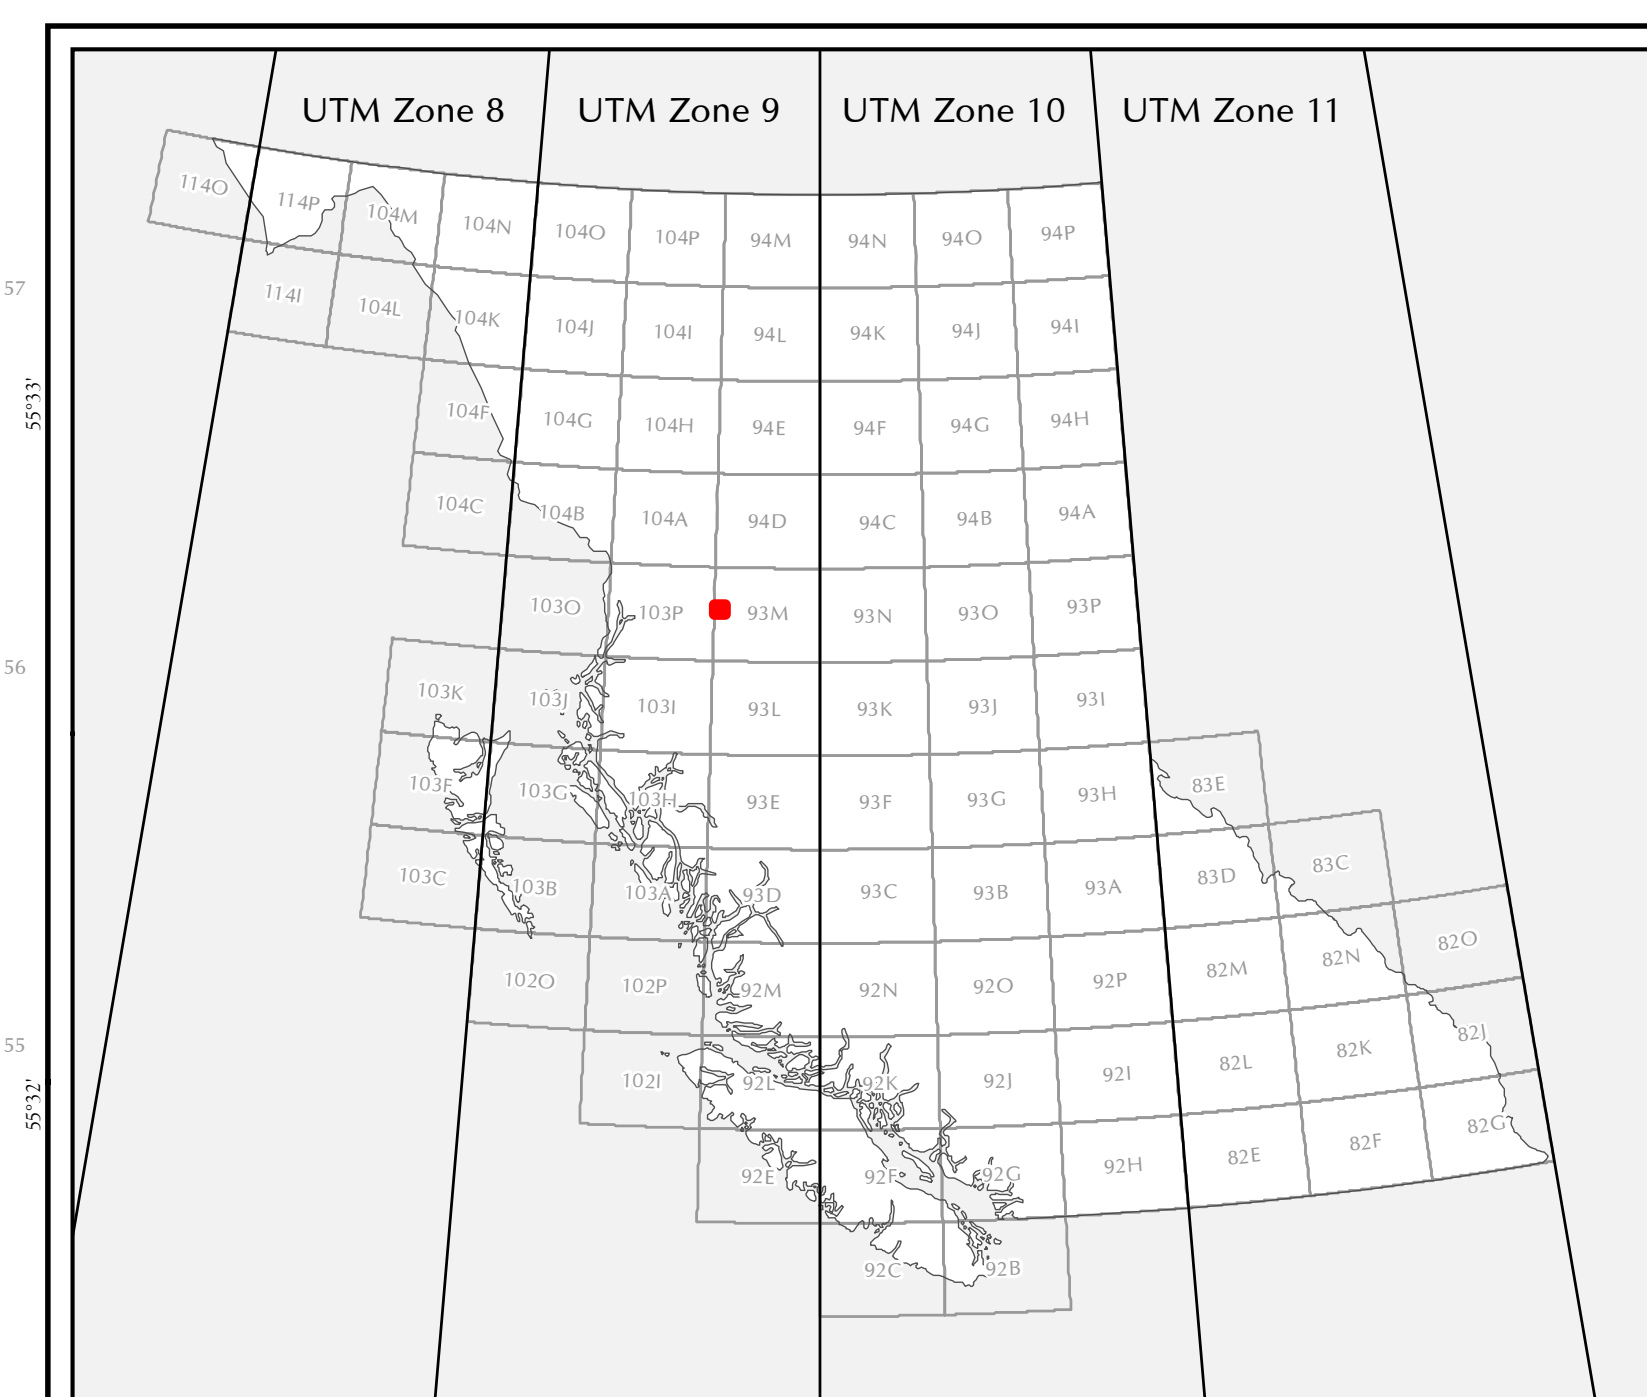 UTM Zone 8 UTM Zone 9 UTM Zone 10 UTM Zone 11
114O 114P 104M 104N 104O 104P 94M 94N 94O 94P
57
114I 104L 104K 104J 104I 94L 94K 94J 94I
55°33'
104F 104G 104H 94E 94F 94G 94H
104C 104B 104A 94D 94C 94B 94A
103O 103P 93M 93N 93O 93P
56
103K 103J 103I 93L 93K 93J 93I
103F 103G 103H 93E 93F 93G 93H 83E
103C 103B 103A 93D 93C 93B 93A 83D 83C
102O 102P 92M 92N 92O 92P 82M 82N 82O
55
55°32'
102I 92L 92K 92J 92I 82L 82K 82J
92E 92F 92G 92H 82E 82F 82G
92C 92B